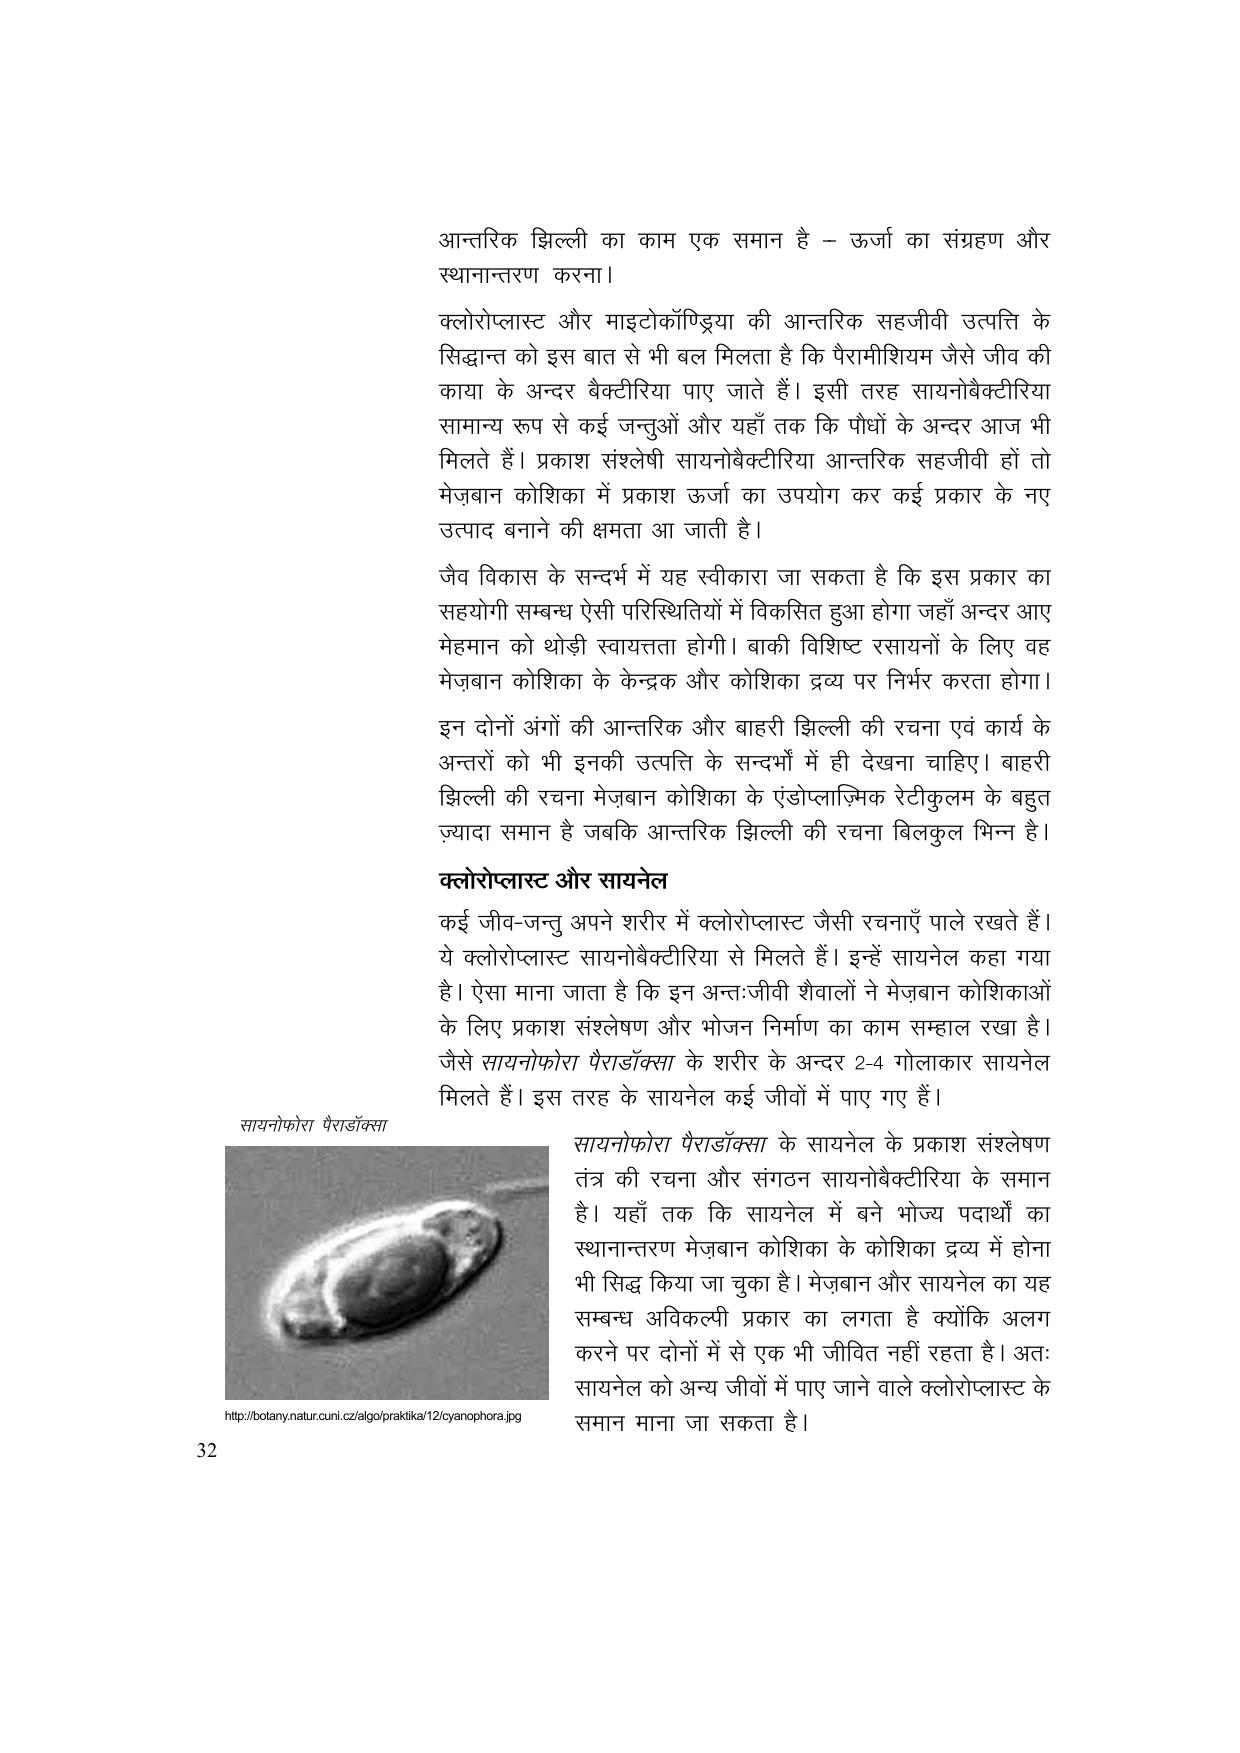 आन्तरिक झिल्ली का काम एक समान है – ऊर्जा का संग्रहण और
स्थानान्तरण करना।
क्लोरोप्लास्ट और माइटोकॉण्ड्रिया की आन्तरिक सहजीवी उत्पत्ति के
सिद्धान्त को इस बात से भी बल मिलता है कि पैरामीशियम जैसे जीव की
काया के अन्दर बैक्टीरिया पाए जाते हैं। इसी तरह सायनोबैक्टीरिया
सामान्य रूप से कई जन्तुओं और यहाँ तक कि पौधों के अन्दर आज भी
मिलते हैं। प्रकाश संश्लेषी सायनोबैक्टीरिया आन्तरिक सहजीवी हों तो
मेज़बान कोशिका में प्रकाश ऊर्जा का उपयोग कर कई प्रकार के नए
उत्पाद बनाने की क्षमता आ जाती है।
जैव विकास के सन्दर्भ में यह स्वीकारा जा सकता है कि इस प्रकार का
सहयोगी सम्बन्ध ऐसी परिस्थितियों में विकसित हुआ होगा जहाँ अन्दर आए
मेहमान को थोड़ी स्वायत्तता होगी। बाकी विशिष्ट रसायनों के लिए वह
मेज़बान कोशिका के केन्द्रक और कोशिका द्रव्य पर निर्भर करता होगा।
इन दोनों अंगों की आन्तरिक और बाहरी झिल्ली की रचना एवं कार्य के
अन्तरों को भी इनकी उत्पत्ति के सन्दर्भों में ही देखना चाहिए। बाहरी
झिल्ली की रचना मेज़बान कोशिका के एंडोप्लाज़्मिक रेटीकुलम के बहुत
ज़्यादा समान है जबकि आन्तरिक झिल्ली की रचना बिलकुल भिन्न है।
क्लोरोप्लास्ट और सायनेल
कई जीव-जन्तु अपने शरीर में क्लोरोप्लास्ट जैसी रचनाएँ पाले रखते हैं।
ये क्लोरोप्लास्ट सायनोबैक्टीरिया से मिलते हैं। इन्हें सायनेल कहा गया
है। ऐसा माना जाता है कि इन अन्तःजीवी शैवालों ने मेज़बान कोशिकाओं
के लिए प्रकाश संश्लेषण और भोजन निर्माण का काम सम्हाल रखा है।
जैसे सायनोफोरा पैराडॉक्सा के शरीर के अन्दर 2-4 गोलाकार सायनेल
मिलते हैं। इस तरह के सायनेल कई जीवों में पाए गए हैं।
सायनोफोरा पैराडॉक्सा
सायनोफोरा पैराडॉक्सा के सायनेल के प्रकाश संश्लेषण
तंत्र की रचना और संगठन सायनोबैक्टीरिया के समान
है। यहाँ तक कि सायनेल में बने भोज्य पदार्थों का
स्थानान्तरण मेज़बान कोशिका के कोशिका द्रव्य में होना
भी सिद्ध किया जा चुका है। मेज़बान और सायनेल का यह
सम्बन्ध अविकल्पी प्रकार का लगता है क्योंकि अलग
करने पर दोनों में से एक भी जीवित नहीं रहता है। अतः
सायनेल को अन्य जीवों में पाए जाने वाले क्लोरोप्लास्ट के
समान माना जा सकता है।
http://botany.natur.cuni.cz/algo/praktika/12/cyanophora.jpg
32